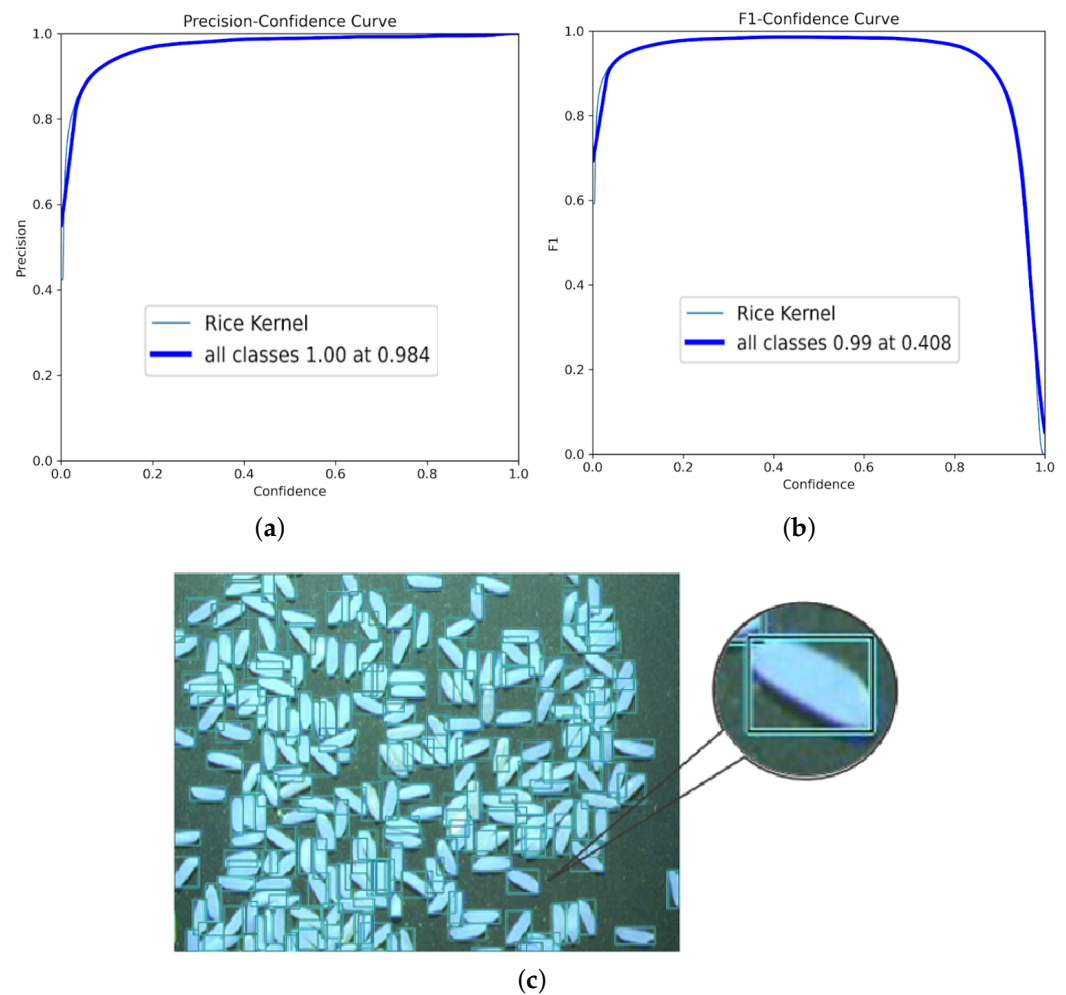 Precision-Confidence Curve
1.0
0.8
0.6
0.4
0.2
0.0
Precision
Rice Kernel
all classes 1.00 at 0.984
0.0 0.2 0.4 0.6 0.8 1.0
Confidence
(a)
F1-Confidence Curve
1.0
0.8
0.6
0.4
0.2
0.0
F1
Rice Kernel
all classes 0.99 at 0.408
0.0 0.2 0.4 0.6 0.8 1.0
Confidence
(b)
(c)